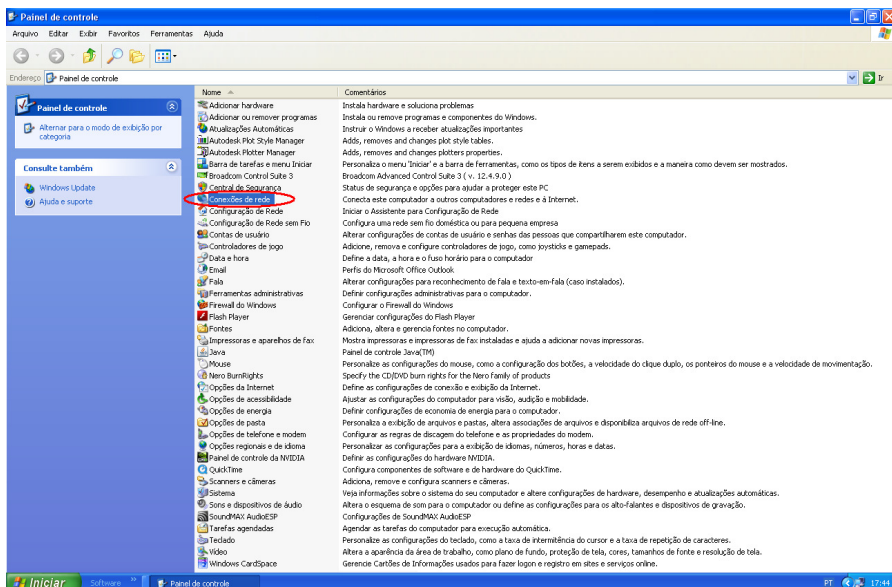 Painel de controle
Arquivo Editar Exibir Favoritos Ferramentas Ajuda
Endereço Painel de controle Ir
Painel de controle
Alternar para o modo de exibição por
categoria
Consulte também
Windows Update
Ajuda e suporte
Nome Comentários
Adicionar hardware Instala hardware e soluciona problemas
Adicionar ou remover programas Instala ou remove programas e componentes do Windows.
Atualizações Automáticas Instruir o Windows a receber atualizações importantes
Autodesk Plot Style Manager Adds, removes and changes plot style tables.
Autodesk Plotter Manager Adds, removes and changes plotters properties.
Barra de tarefas e menu Iniciar Personaliza o menu 'Iniciar' e a barra de ferramentas, como os tipos de itens a serem exibidos e a maneira como devem ser mostrados.
Broadcom Control Suite 3 Broadcom Advanced Control Suite 3 ( v. 12.4.9.0 )
Central de Segurança Status de segurança e opções para ajudar a proteger este PC
Conexões de rede Conecta este computador a outros computadores e redes e à Internet.
Configuração de Rede Iniciar o Assistente para Configuração de Rede
Configuração de Rede sem Fio Configura uma rede sem fio doméstica ou para pequena empresa
Contas de usuário Alterar configurações de contas de usuário e senhas das pessoas que compartilharem este computador.
Controladores de jogo Adicione, remova e configure controladores de jogo, como joysticks e gamepads.
Data e hora Define a data, a hora e o fuso horário para o computador
Email Perfis do Microsoft Office Outlook
Fala Alterar configurações para reconhecimento de fala e texto-em-fala (caso instalados).
Ferramentas administrativas Definir configurações administrativas para o computador.
Firewall do Windows Configurar o Firewall do Windows
Flash Player Gerenciar configurações do Flash Player
Fontes Adiciona, altera e gerencia fontes no computador.
Impressoras e aparelhos de fax Mostra impressoras e impressoras de fax instaladas e ajuda a adicionar novas impressoras.
Java Painel de controle Java(TM)
Mouse Personalize as configurações do mouse, como a configuração dos botões, a velocidade do clique duplo, os ponteiros do mouse e a velocidade de movimentação.
Nero BurnRights Specify the CD/DVD burn rights for the Nero family of products
Opções da Internet Define as configurações de conexão e exibição da Internet.
Opções de acessibilidade Ajustar as configurações do computador para visão, audição e mobilidade.
Opções de energia Definir configurações de economia de energia para o computador.
Opções de pasta Personaliza a exibição de arquivos e pastas, altera associações de arquivos e disponibiliza arquivos de rede off-line.
Opções de telefone e modem Configurar as regras de discagem do telefone e as propriedades do modem.
Opções regionais e de idioma Personalizar as configurações para a exibição de idiomas, números, horas e datas.
Painel de controle da NVIDIA Definir as configurações do hardware NVIDIA.
QuickTime Configura componentes de software e de hardware do QuickTime.
Scanners e câmeras Adiciona, remove e configura scanners e câmeras.
Sistema Veja informações sobre o sistema do seu computador e altere configurações de hardware, desempenho e atualizações automáticas.
Sons e dispositivos de áudio Altera o esquema de som para o computador ou define as configurações para os alto-falantes e dispositivos de gravação.
SoundMAX AudioESP Configurações de SoundMAX AudioESP
Tarefas agendadas Agendar as tarefas do computador para execução automática.
Teclado Personalize as configurações do teclado, como a taxa de intermitência do cursor e a taxa de repetição de caracteres.
Vídeo Altera a aparência da área de trabalho, como plano de fundo, proteção de tela, cores, tamanhos de fonte e resolução de tela.
Windows CardSpace Gerencie Cartões de Informações usados para fazer logon e registro em sites e serviços online.
Iniciar Software » Painel de controle PT 17:44